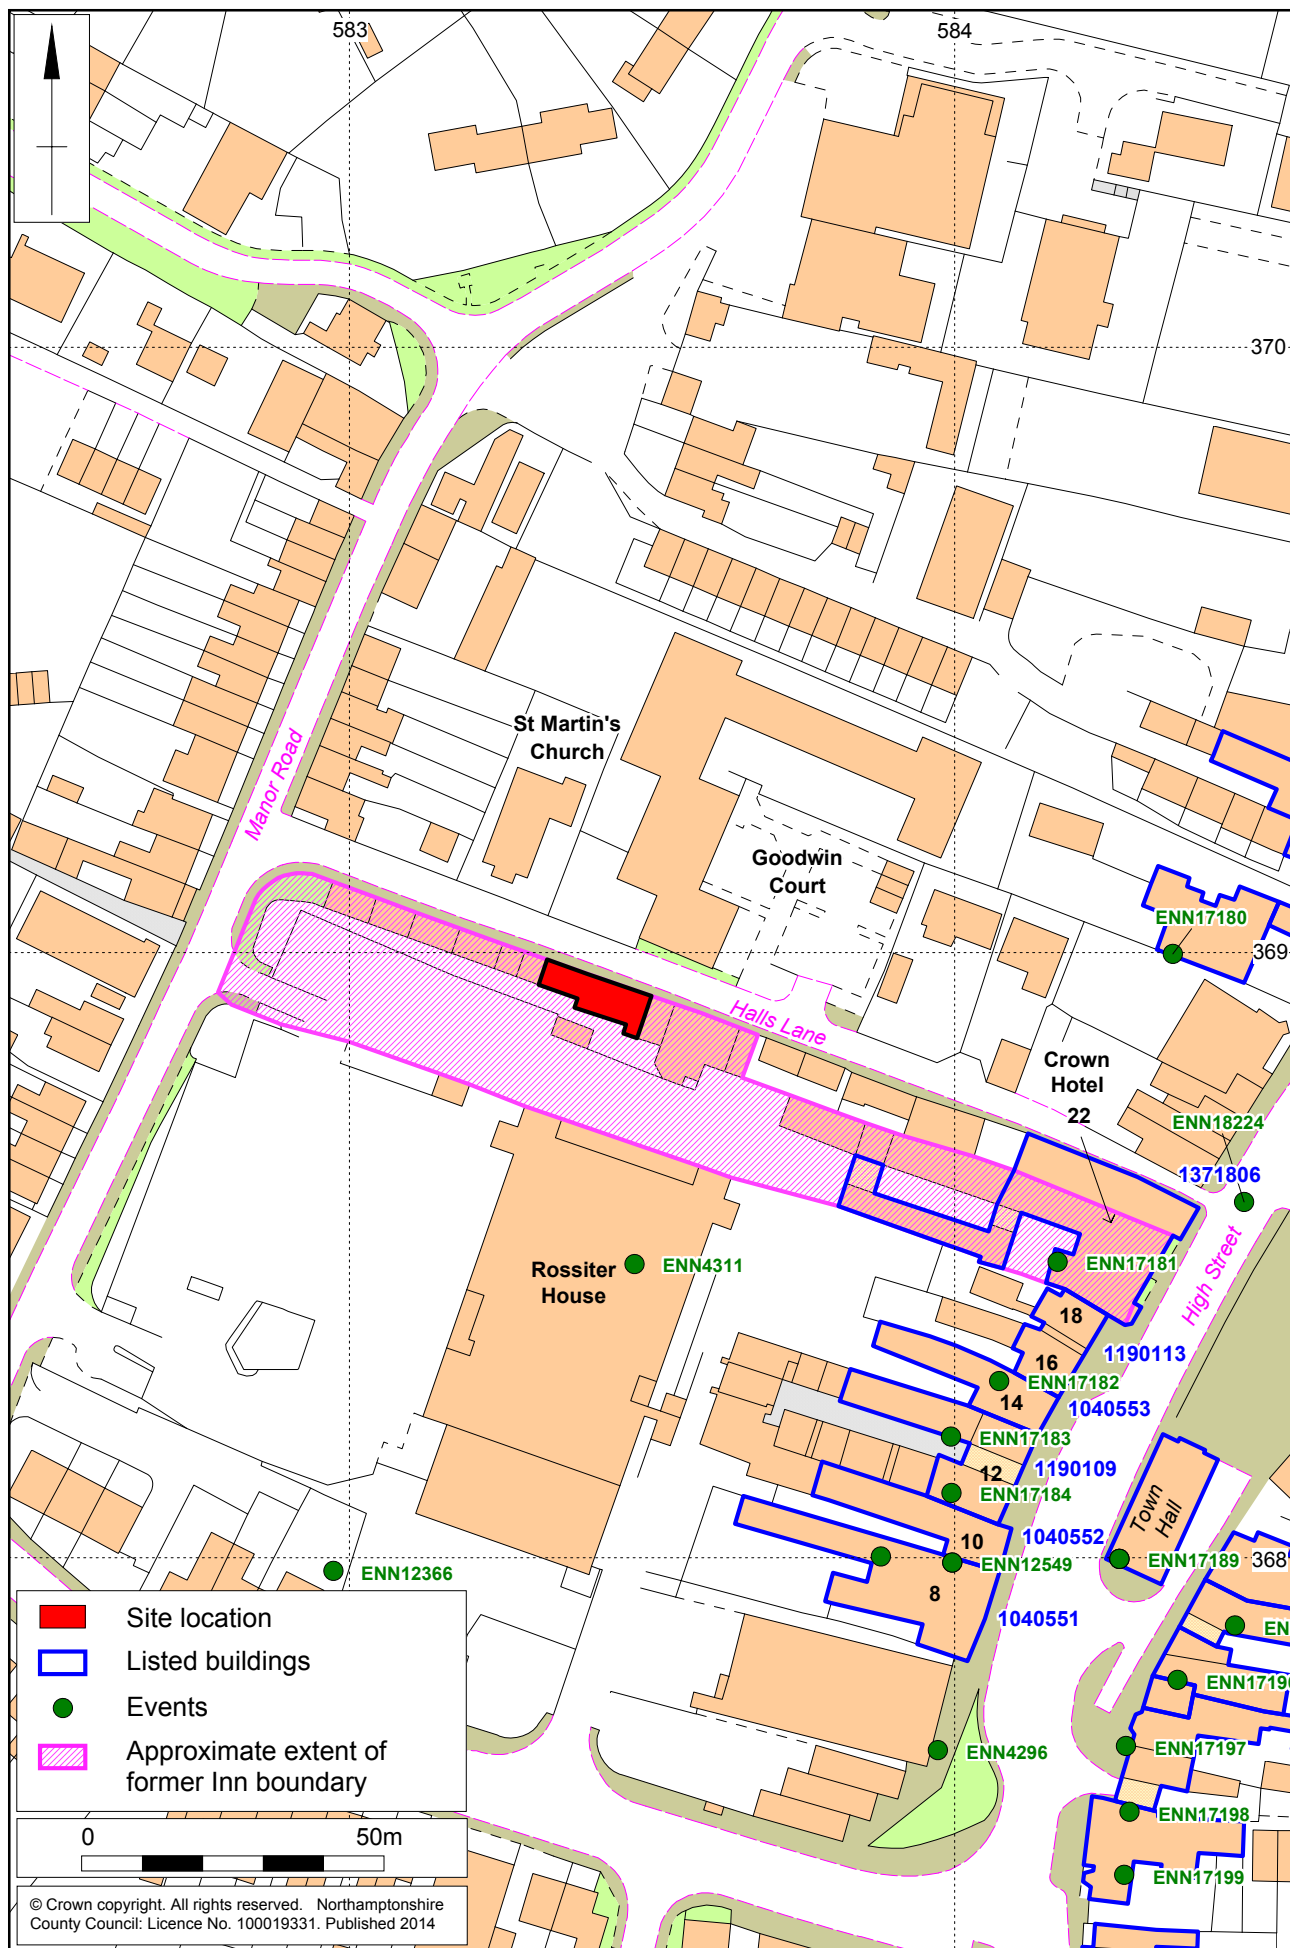 583
584
370
St Martin's
Church
Manor Road
Goodwin
Court
ENN17180
369
Halls Lane
Crown
Hotel
22
ENN18224
1371806
ENN17181
High Street
ENN4311
Rossiter
House
18
1190113
16
ENN17182
14
1040553
ENN17183
1190109
12
ENN17184
Town
Hall
10
1040552
ENN12549
ENN17189
368
ENN12366
8
1040551
EN
ENN1719
ENN17197
ENN4296
ENN17198
ENN17199
Site location
Listed buildings
Events
Approximate extent of
former Inn boundary
0 50m
© Crown copyright. All rights reserved. Northamptonshire
County Council: Licence No. 100019331. Published 2014